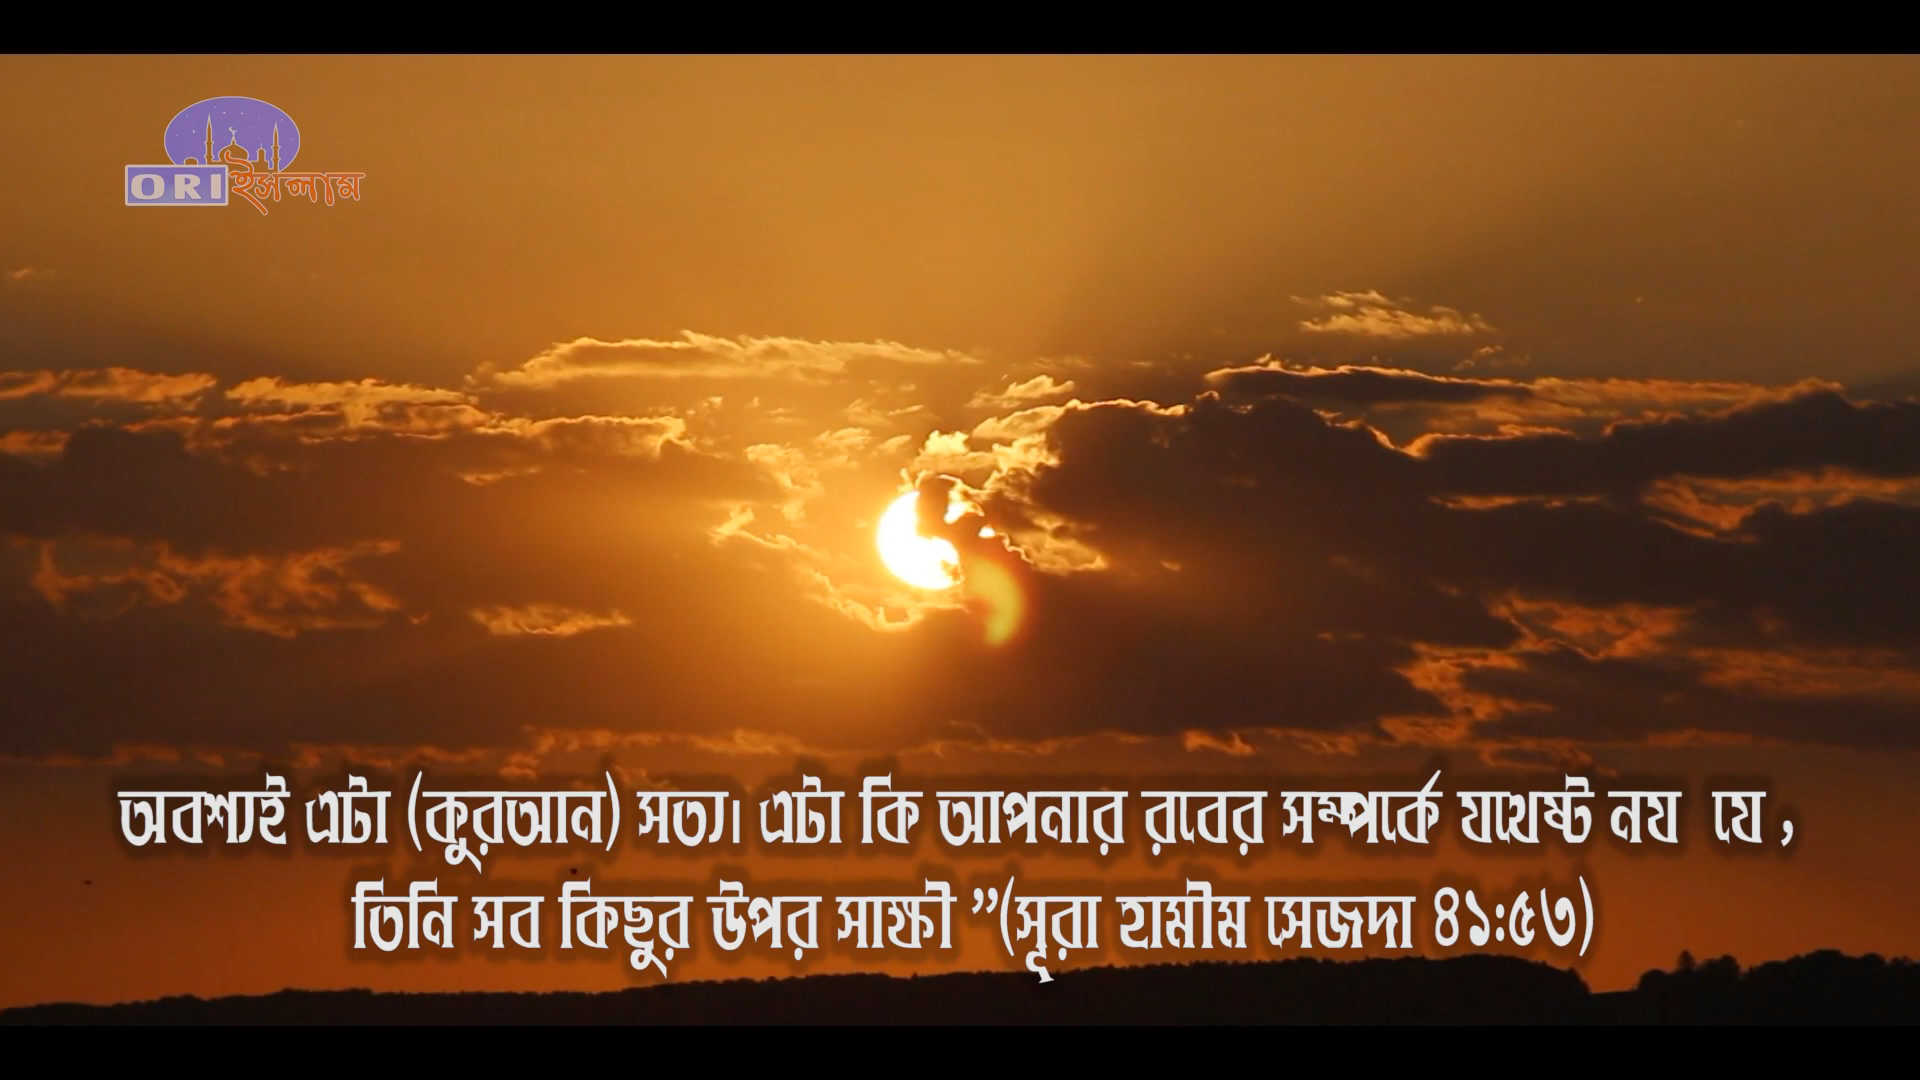 ORI ইসলাম
অবশ্যই এটা (কুরআন) সত্য। এটা কি আপনার রবের সম্পর্কে যথেষ্ট নয যে ,
তিনি সব কিছুর উপর সাক্ষী ”(সূরা হামীম সেজদা ৪১:৫৩)